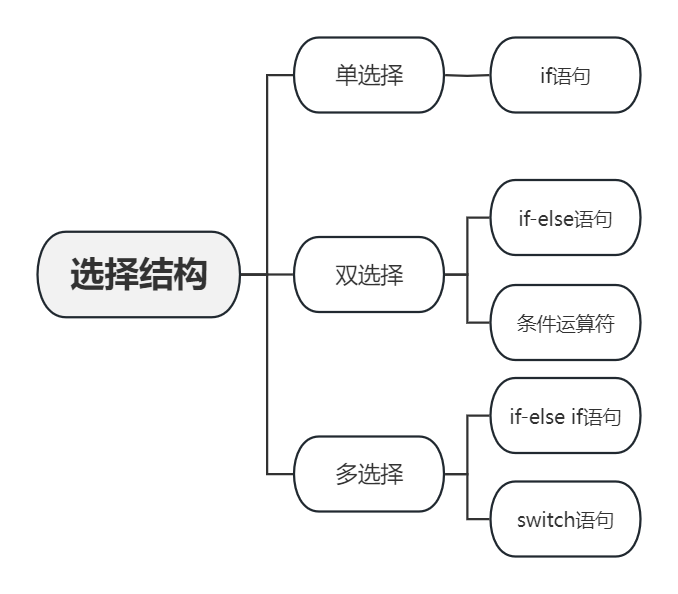 选择结构
单选择
if语句
双选择
if-else语句
条件运算符
多选择
if-else if语句
switch语句